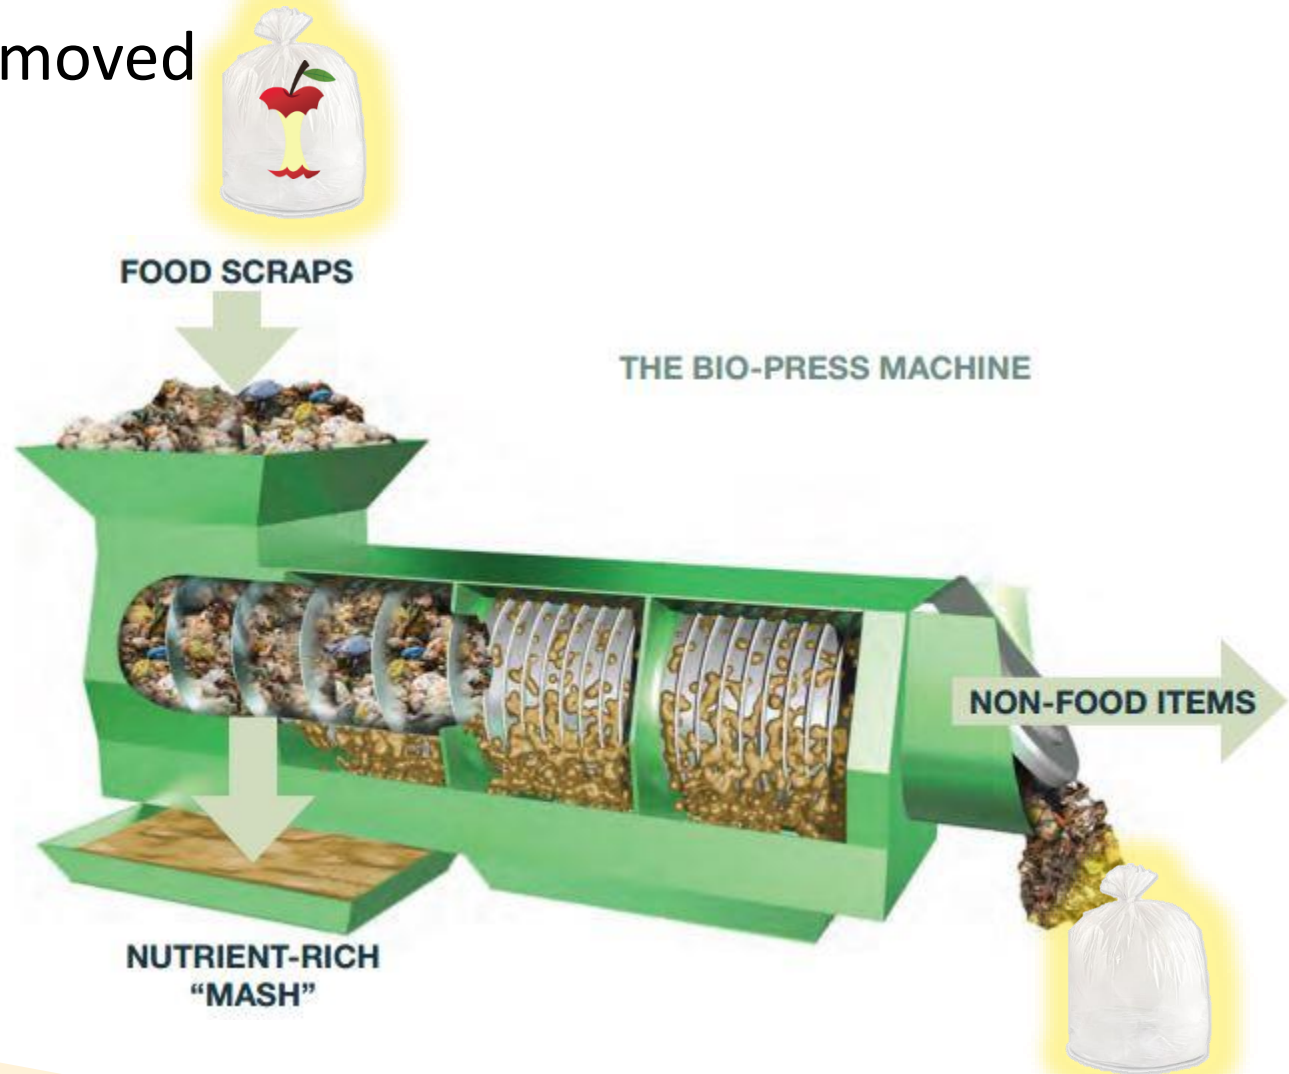 moved
FOOD SCRAPS
THE BIO-PRESS MACHINE
NON-FOOD ITEMS
NUTRIENT-RICH
“MASH”